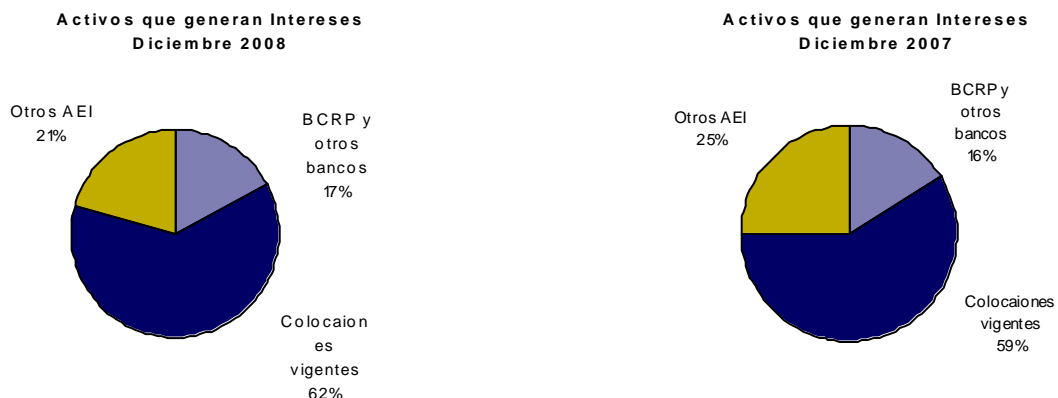 Activos que generan Intereses
Diciembre 2008
Otros AEI
21%
BCRP y
otros
bancos
17%
Colocaion
es
vigentes
62%
Activos que generan Intereses
Diciembre 2007
Otros AEI
25%
BCRP y
otros
bancos
16%
Colocaiones
vigentes
59%